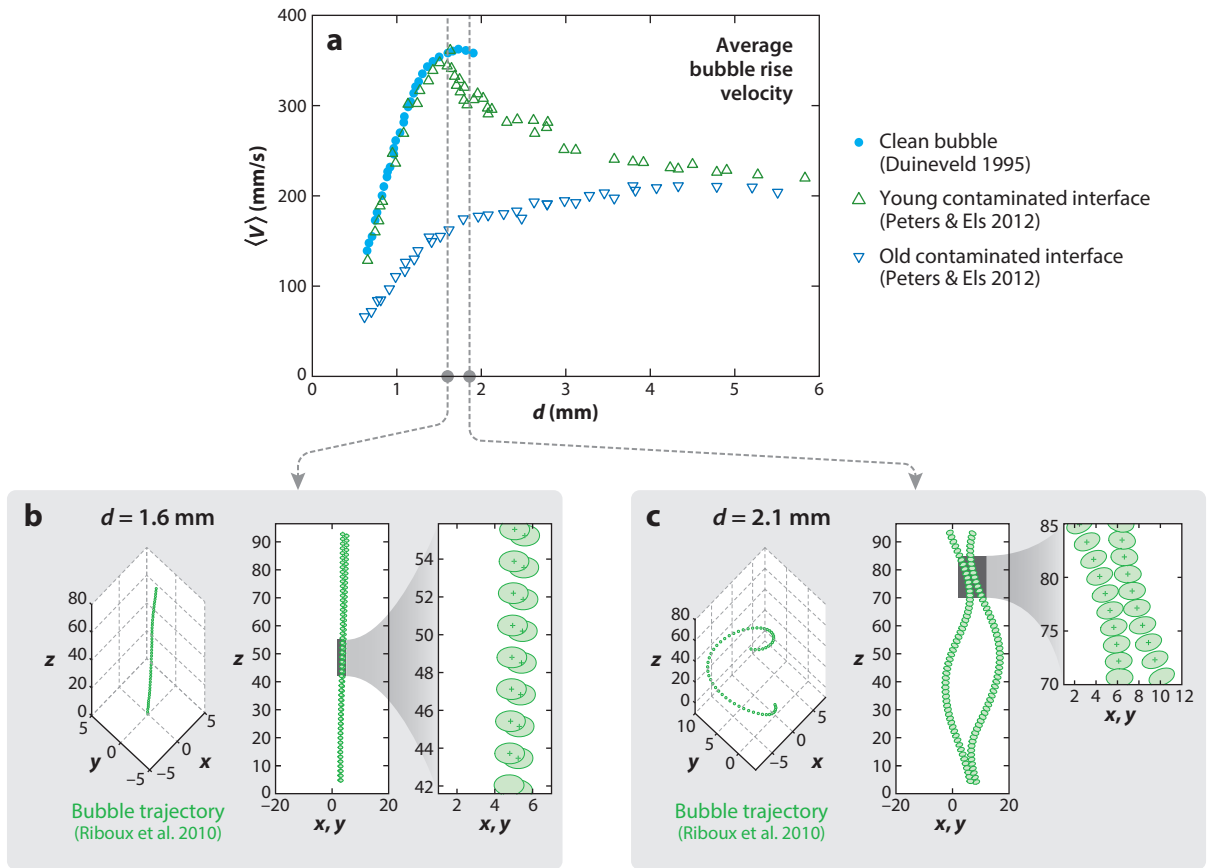 a
Average
bubble rise
velocity
400
300
200
100
0
⟨v⟩ (mm/s)
0 1 2 3 4 5 6
d (mm)
Clean bubble
(Duineveld 1995)
Young contaminated interface
(Peters & Els 2012)
Old contaminated interface
(Peters & Els 2012)
b
d = 1.6 mm
80
60
40
20
0
z
5
0
−5
y
−5
0
5
x
Bubble trajectory
(Riboux et al. 2010)
90
80
70
60
50
40
30
20
10
0
z
−20 0 20
x, y
54
52
50
48
46
44
42
2 4 6
x, y
c
d = 2.1 mm
80
60
40
20
0
z
10
5
0
y
−5
0
5
x
Bubble trajectory
(Riboux et al. 2010)
90
80
70
60
50
40
30
20
10
0
z
−20 0 20
x, y
85
80
75
70
2 4 6 8 10 12
x, y